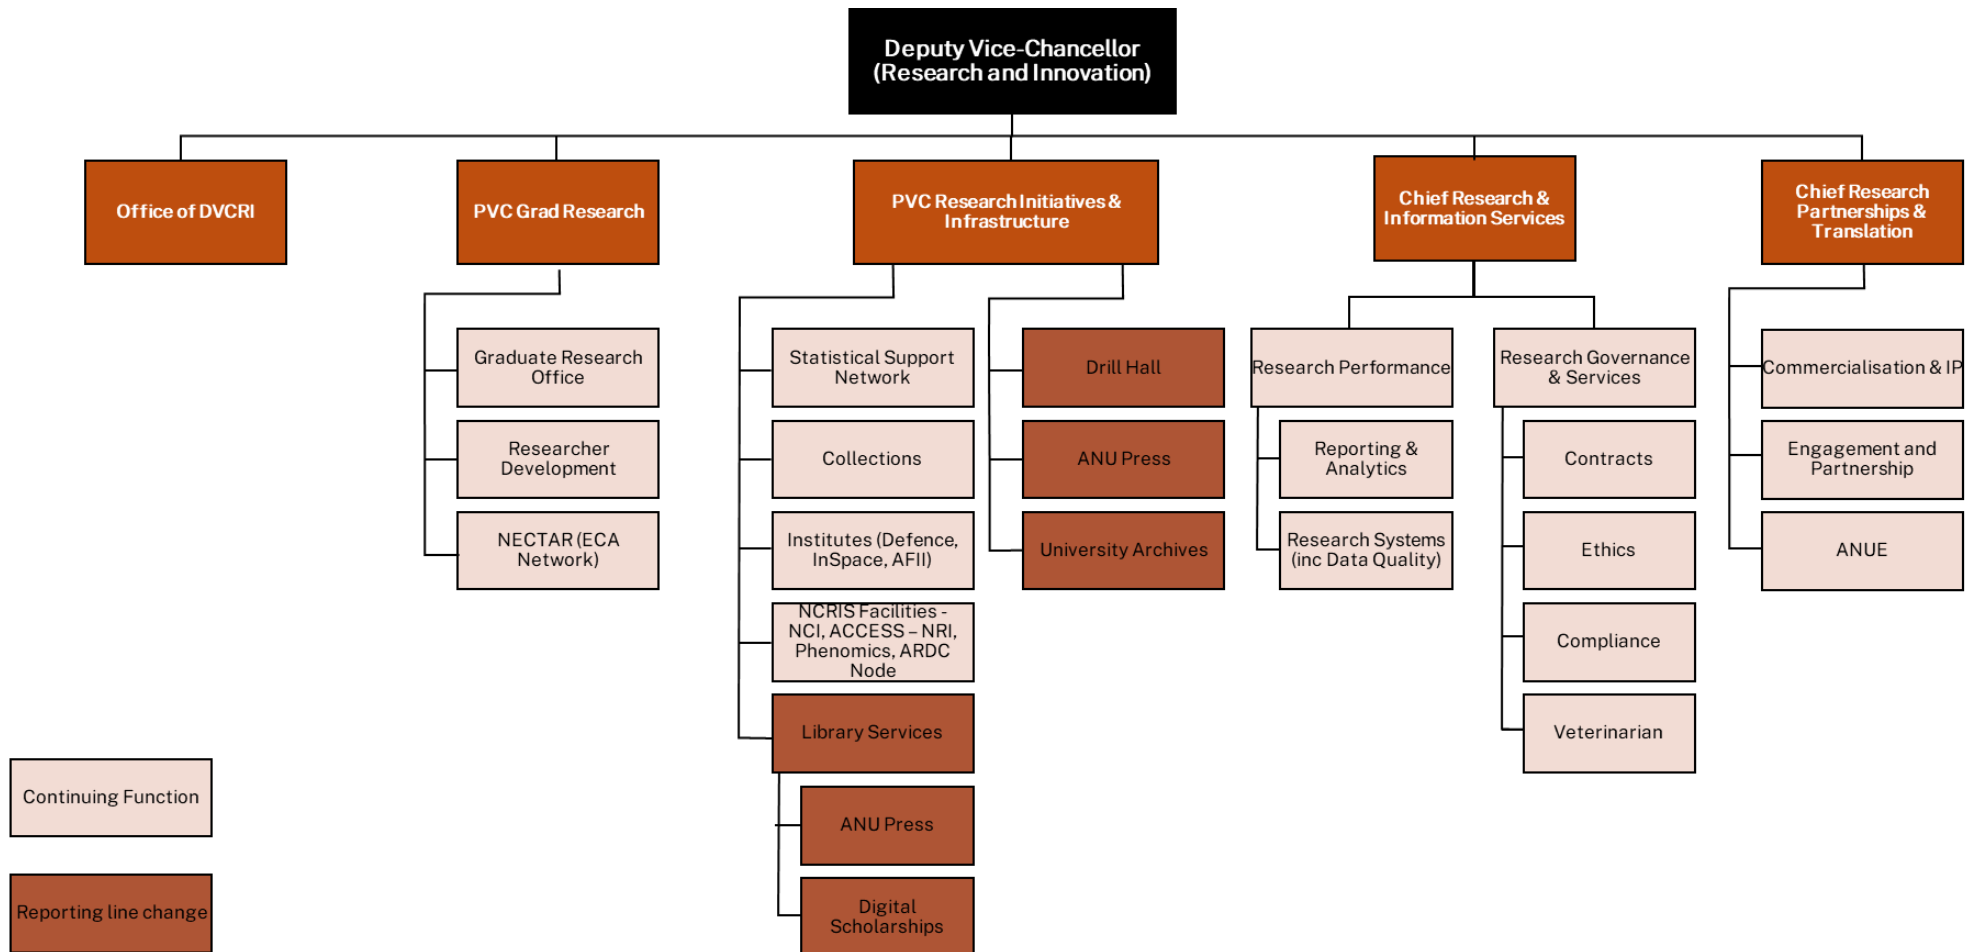 Deputy Vice-Chancellor
(Research and Innovation)
Office of DVCRI
PVC Grad Research
PVC Research Initiatives &
Infrastructure
Chief Research &
Information Services
Chief Research
Partnerships &
Translation
Graduate Research
Office
Researcher
Development
NECTAR (ECA
Network)
Statistical Support
Network
Collections
Institutes (Defence,
InSpace, AFII)
NCRIS Facilities -
NCI, ACCESS – NRI,
Phenomics, ARDC
Node
Library Services
ANU Press
Digital
Scholarships
Drill Hall
ANU Press
University Archives
Research Performance
Reporting &
Analytics
Research Systems
(inc Data Quality)
Research Governance
& Services
Contracts
Ethics
Compliance
Veterinarian
Commercialisation & IP
Engagement and
Partnership
ANUE
Continuing Function
Reporting line change